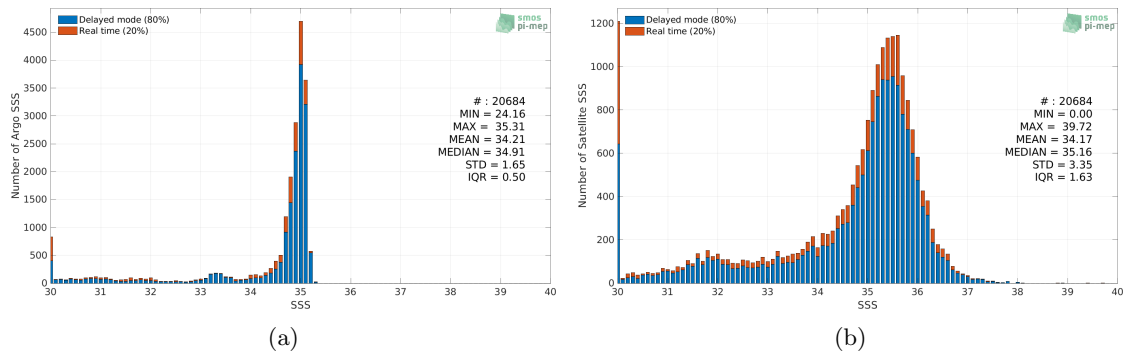 Delayed mode (80%)
Real time (20%)
smos
pi-mep
Number of Argo SSS
4500
4000
3500
3000
2500
2000
1500
1000
500
0
# : 20684
MIN = 24.16
MAX = 35.31
MEAN = 34.21
MEDIAN = 34.91
STD = 1.65
IQR = 0.50
30 31 32 33 34 35 36 37 38 39 40
SSS
(a)
Delayed mode (80%)
Real time (20%)
smos
pi-mep
Number of Satellite SSS
1200
1000
800
600
400
200
0
# : 20684
MIN = 0.00
MAX = 39.72
MEAN = 34.17
MEDIAN = 35.16
STD = 3.35
IQR = 1.63
30 31 32 33 34 35 36 37 38 39 40
SSS
(b)